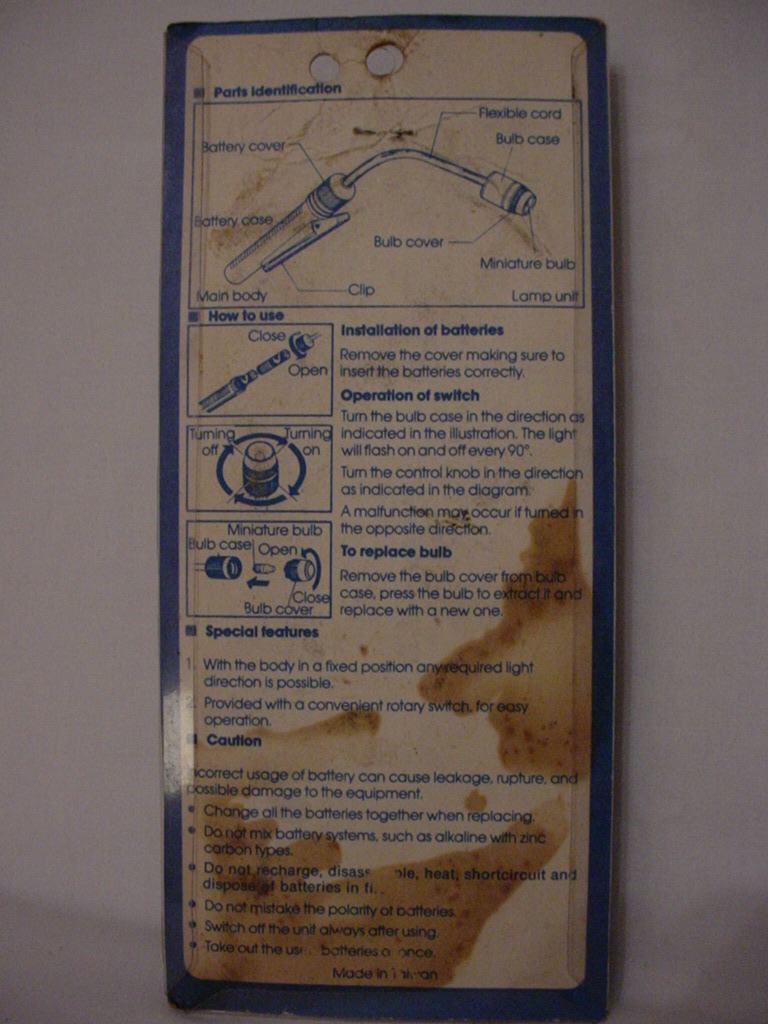 Parts Identification
Flexible cord
Battery cover
Bulb case
Battery case
Bulb cover
Miniature bulb
Clip
Main body
Lamp unit
How to use
Close
Open
Installation of batteries
Remove the cover making sure to
insert the batteries correctly.
Turning off
Turning on
Operation of switch
Turn the bulb case in the direction as
indicated in the illustration. The light
will flash on and off every 90°.
Turn the control knob in the direction
as indicated in the diagram.
A malfunction may occur if turned in
the opposite direction.
Miniature bulb
Bulb case
Open
Close
Bulb cover
To replace bulb
Remove the bulb cover from bulb
case, press the bulb to extract it and
replace with a new one.
Special features
1. With the body in a fixed position any required light
direction is possible.
2. Provided with a convenient rotary switch, for easy
operation.
Caution
Incorrect usage of battery can cause leakage, rupture, and
possible damage to the equipment.
• Change all the batteries together when replacing.
• Do not mix battery systems, such as alkaline with zinc
carbon types.
• Do not recharge, heat, shortcircuit and
dispose of batteries in
• Do not mistake the polarity of batteries.
• Switch off the unit always after using.
• Take out the batteries once.
Made in